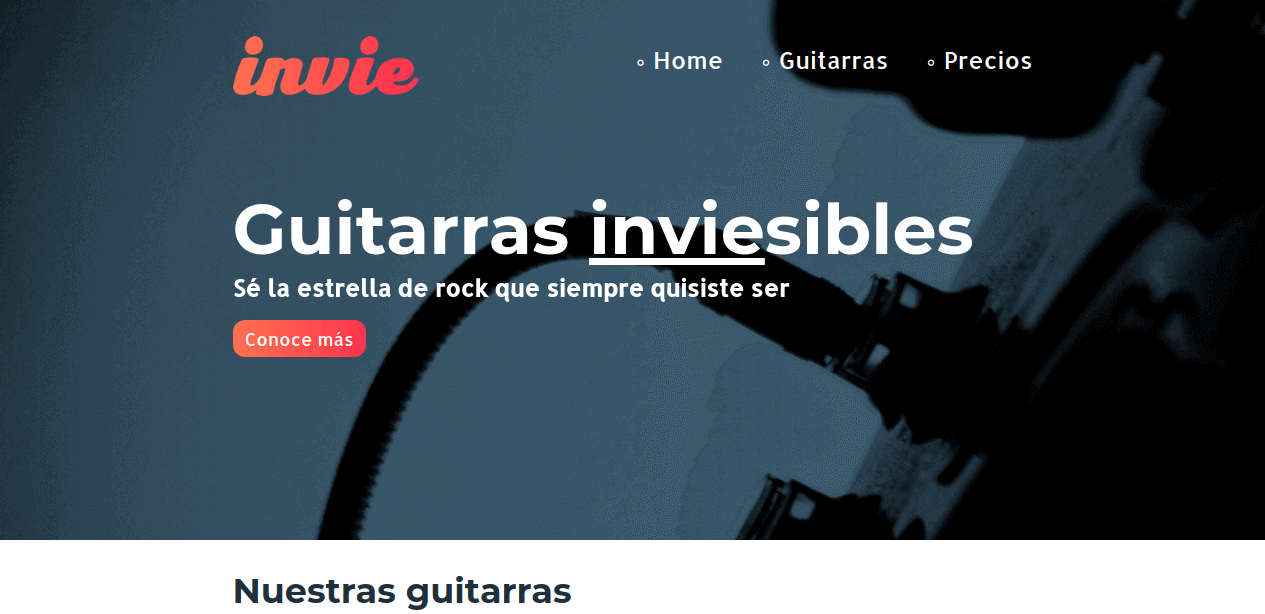 invie
° Home ° Guitarras ° Precios
Guitarras inviesibles
Sé la estrella de rock que siempre quisiste ser
Conoce más
Nuestras guitarras